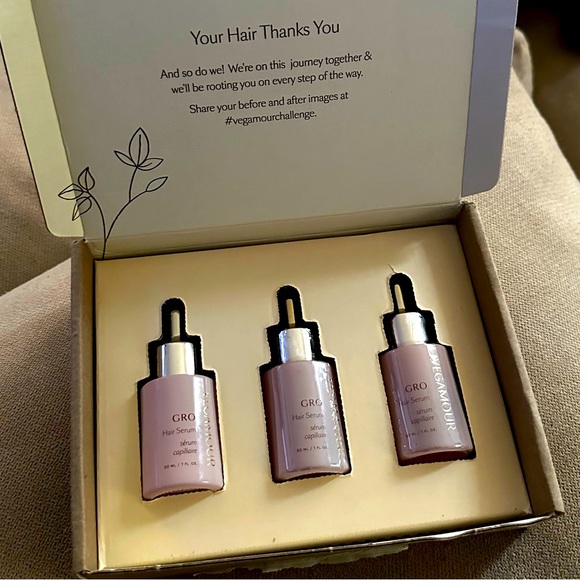 Your Hair Thanks You
And so do we! We're on this journey together &
we'll be rooting you on every step of the way.
Share your before and after images at
#vegamourchallenge.
GRO
Hair Serum
sérum
capillaire
GRO
Hair Serum
sérum
capillaire
GRO
Hair Serum
sérum
capillaire
VEGAMOUR